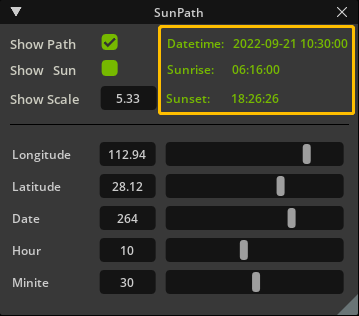 SunPath
Show Path Datetime: 2022-09-21 10:30:00
Show Sun Sunrise: 06:16:00
Show Scale 5.33 Sunset: 18:26:26
Longitude 112.94
Latitude 28.12
Date 264
Hour 10
Minite 30